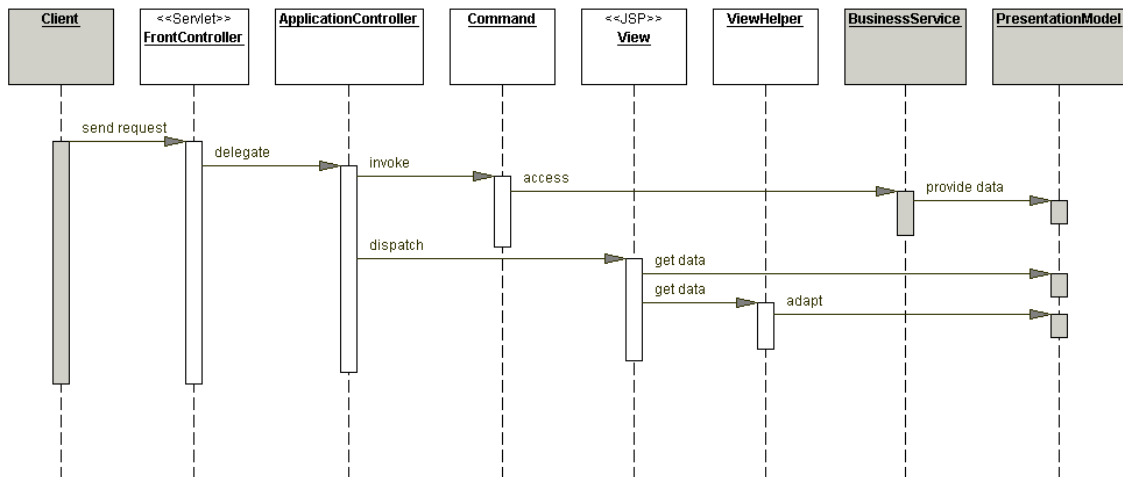 Client
<<Servlet>>
FrontController
ApplicationController
Command
<<JSP>>
View
ViewHelper
BusinessService
PresentationModel
send request
delegate
invoke
access
provide data
dispatch
get data
get data
adapt